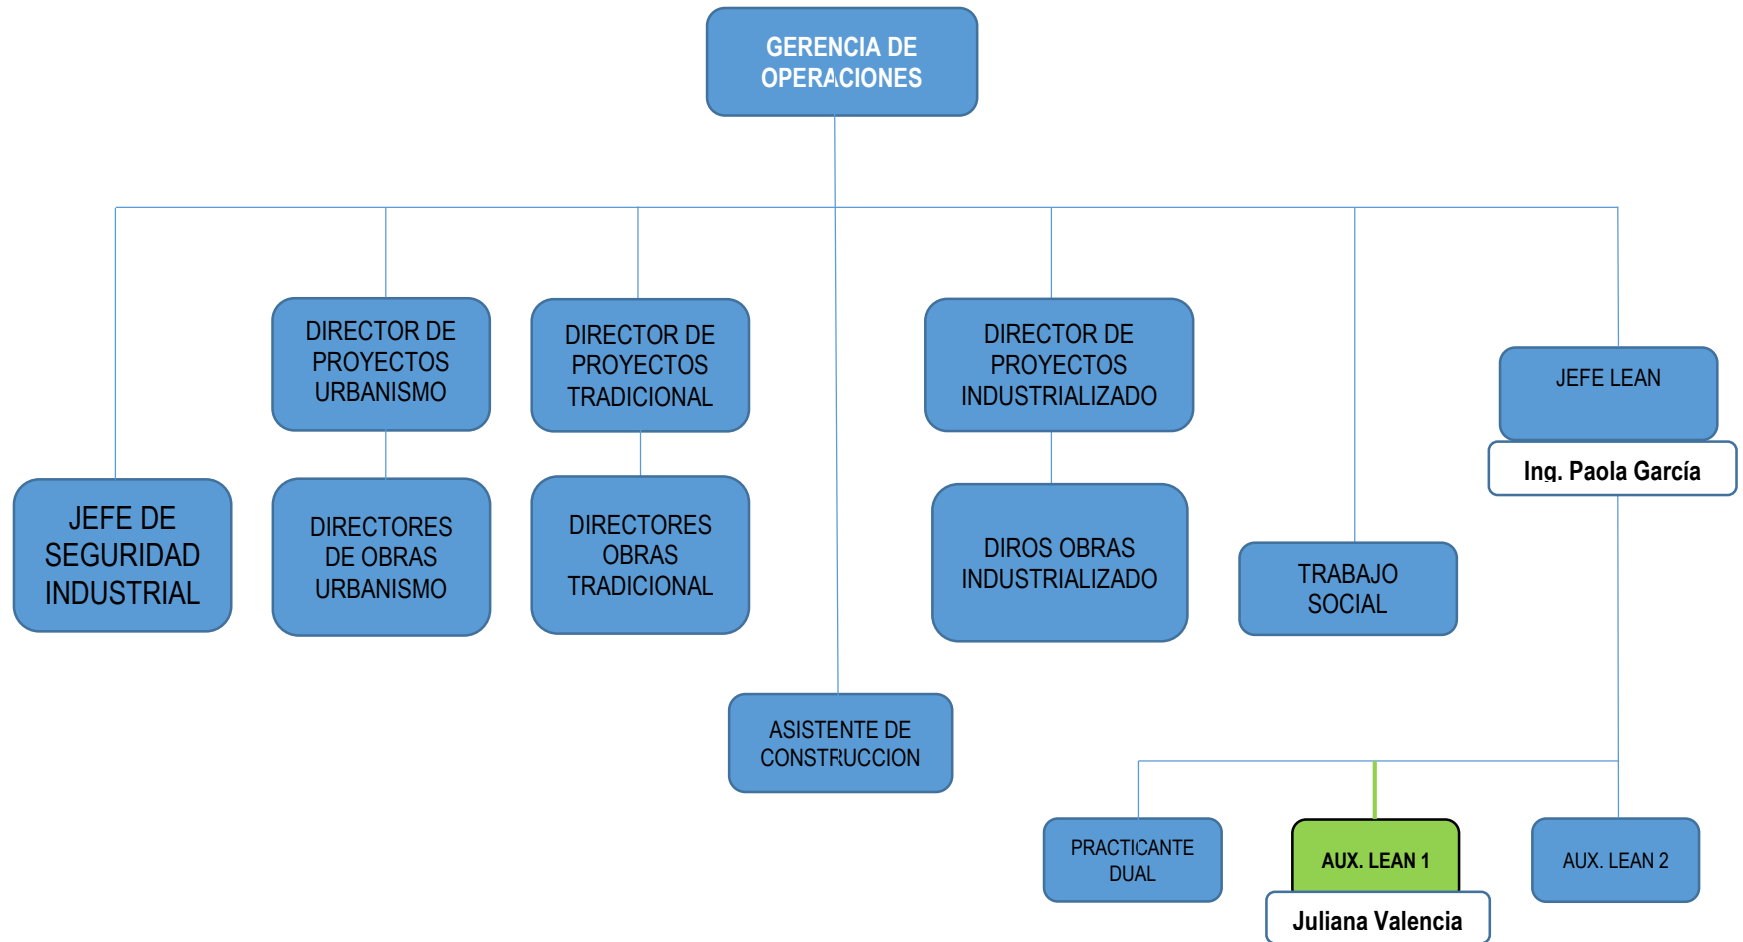 GERENCIA DE
OPERACIONES
DIRECTOR DE
PROYECTOS
URBANISMO
DIRECTOR DE
PROYECTOS
TRADICIONAL
DIRECTOR DE
PROYECTOS
INDUSTRIALIZADO
JEFE LEAN
Ing. Paola García
JEFE DE
SEGURIDAD
INDUSTRIAL
DIRECTORES
DE OBRAS
URBANISMO
DIRECTORES
OBRAS
TRADICIONAL
DIROS OBRAS
INDUSTRIALIZADO
TRABAJO
SOCIAL
ASISTENTE DE
CONSTRUCCION
PRACTICANTE
DUAL
AUX. LEAN 1
Juliana Valencia
AUX. LEAN 2